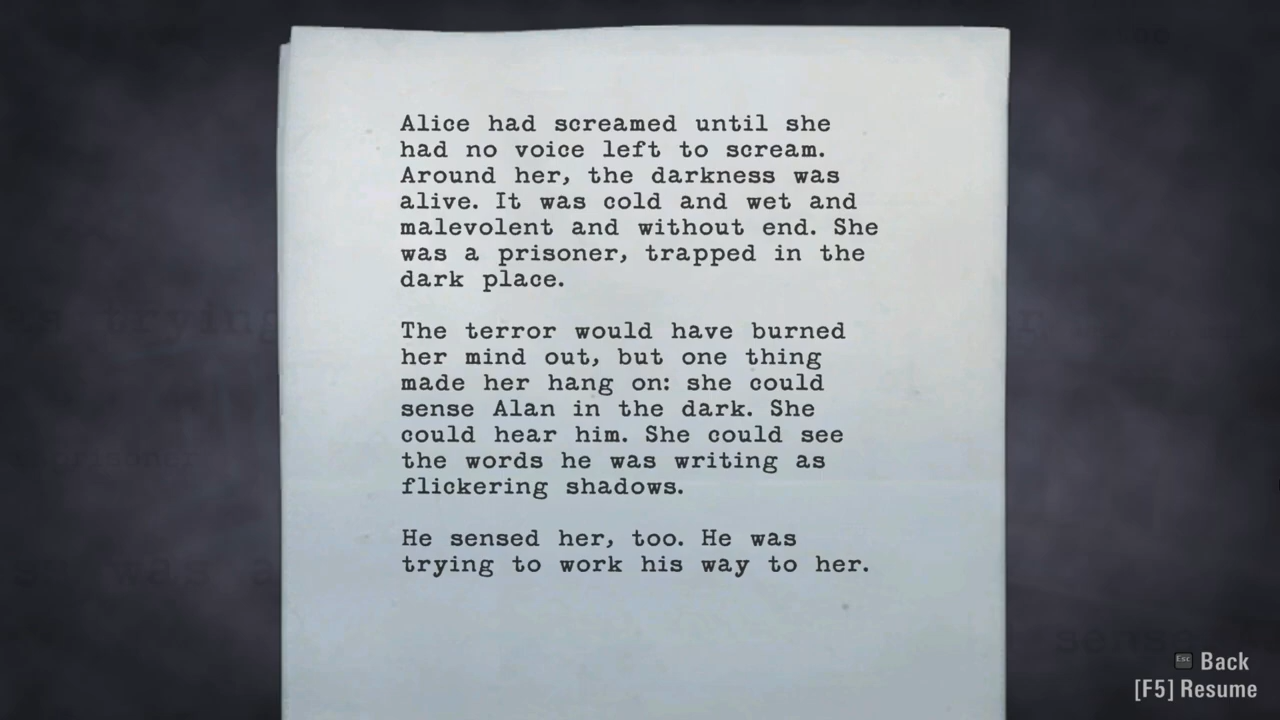 Alice had screamed until she
had no voice left to scream.
Around her, the darkness was
alive. It was cold and wet and
malevolent and without end. She
was a prisoner, trapped in the
dark place.
The terror would have burned
her mind out, but one thing
made her hang on: she could
sense Alan in the dark. She
could hear him. She could see
the words he was writing as
flickering shadows.
He sensed her, too. He was
trying to work his way to her.
Esc Back
[F5] Resume